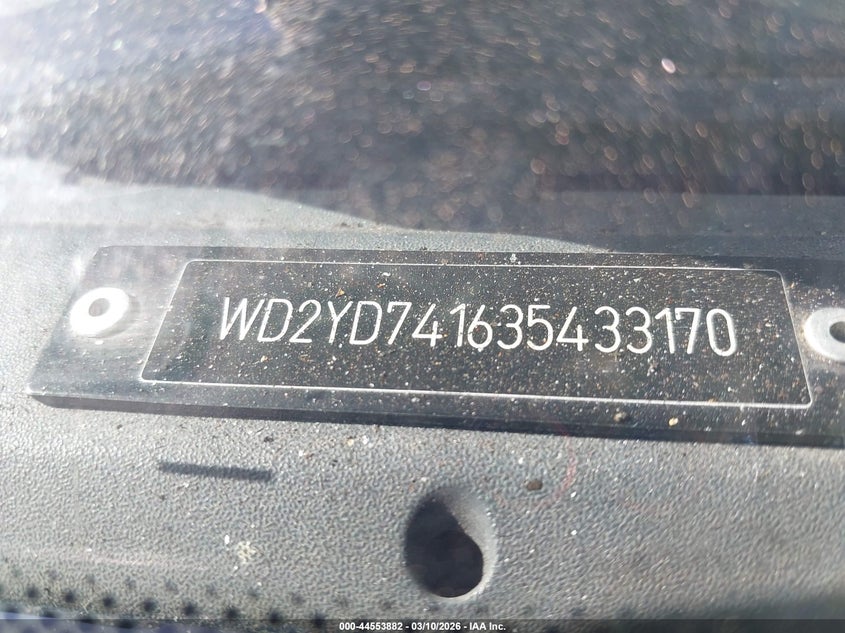 WD2YD741635433170
000-44553882 — 03/10/2026 — IAA Inc.